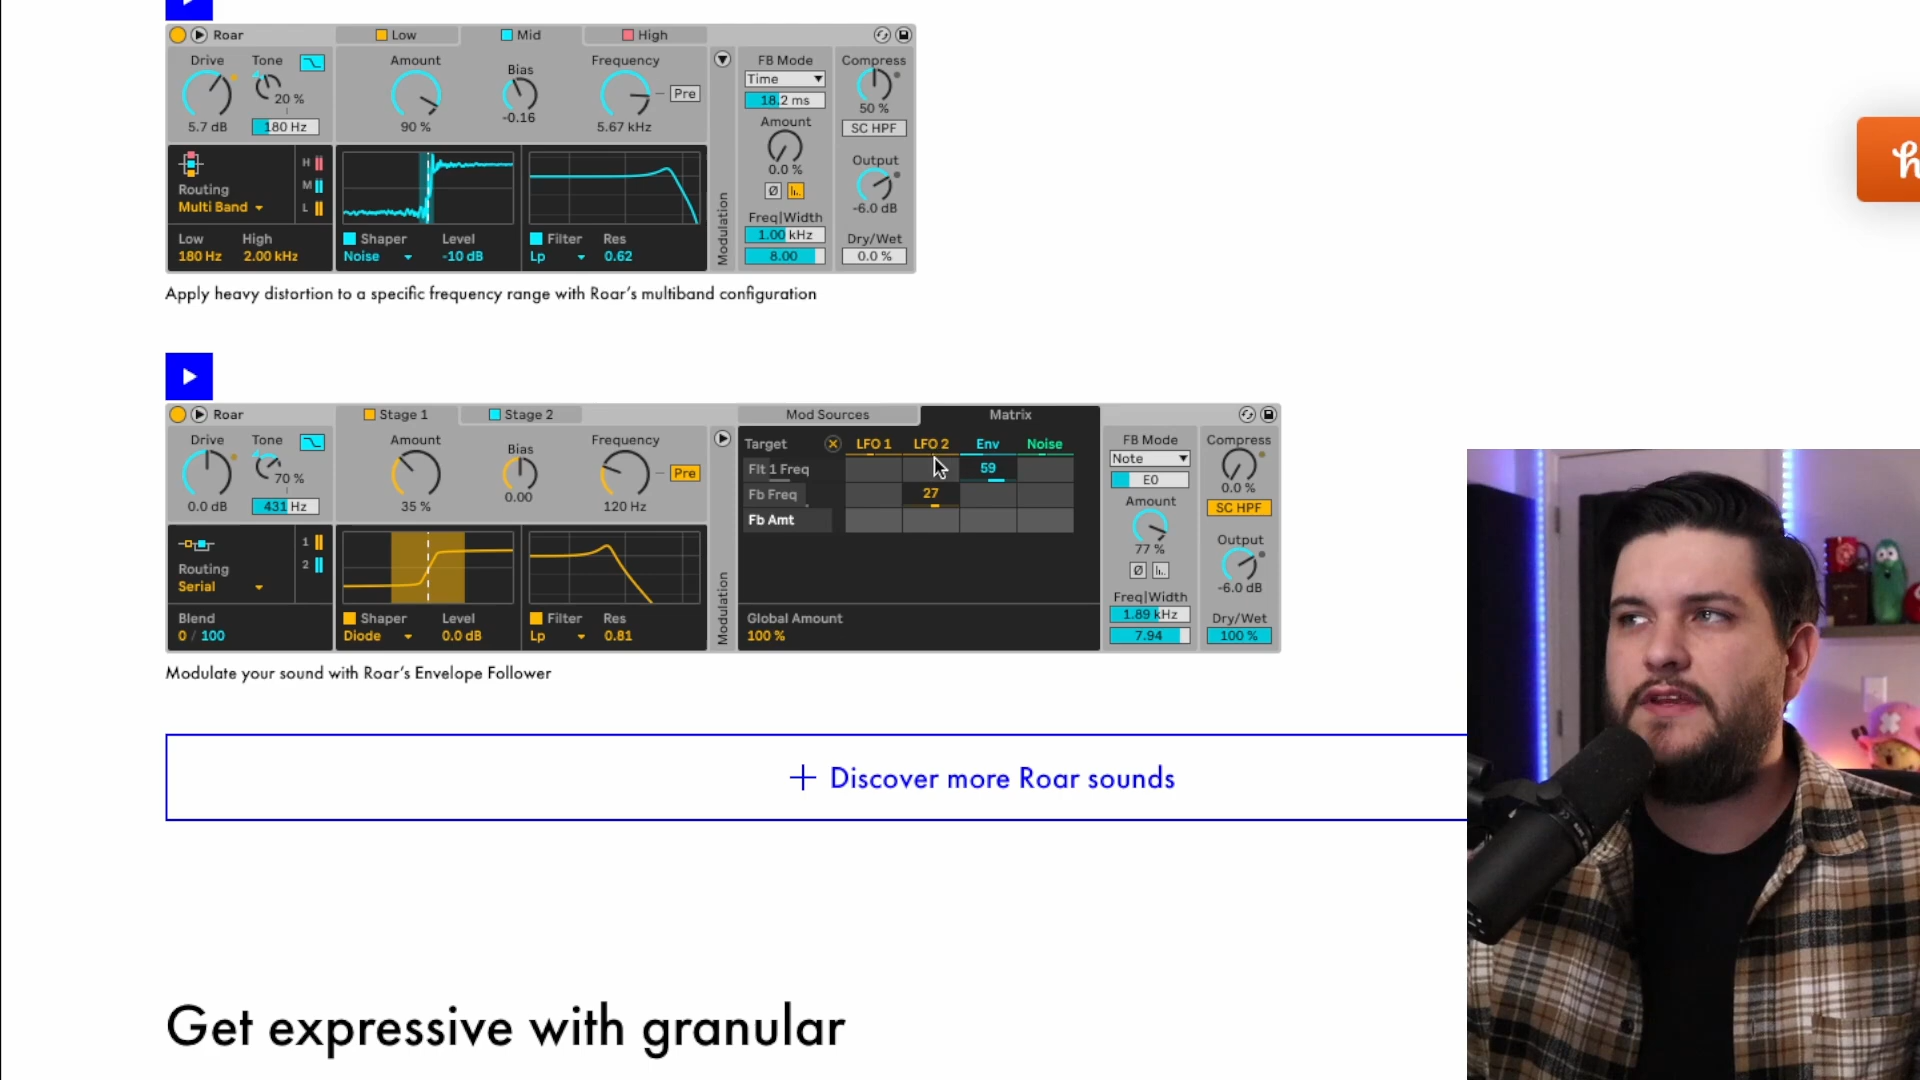 Roar
Low
Mid
High
Drive
Tone
Amount
Bias
Frequency
FB Mode
Compress
Time
20 %
Pre
18.2 ms
50 %
-0.16
5.7 dB
180 Hz
90 %
5.67 kHz
Amount
SC HPF
H
0.0 %
Output
M
Routing
Ø
Multi Band
L
-6.0 dB
Modulation
Freq|Width
Low
High
Shaper
Level
Filter
Res
1.00 kHz
Dry/Wet
180 Hz
2.00 kHz
Noise
-10 dB
Lp
0.62
8.00
0.0 %
Apply heavy distortion to a specific frequency range with Roar's multiband configuration
Roar
Stage 1
Stage 2
Mod Sources
Matrix
Drive
Tone
Amount
Bias
Frequency
Target
LFO 1
LFO 2
Env
Noise
FB Mode
Compress
Note
Flt 1 Freq
59
70 %
Pre
E0
0.0 %
Fb Freq
27
0.00
0.0 dB
431 Hz
35 %
120 Hz
Amount
SC HPF
Fb Amt
77 %
Output
1
2
Routing
Serial
Ø
-6.0 dB
Modulation
Freq|Width
Blend
Shaper
Level
Filter
Res
Global Amount
1.89 kHz
Dry/Wet
0 / 100
Diode
0.0 dB
Lp
0.81
100 %
7.94
100 %
Modulate your sound with Roar's Envelope Follower
+ Discover more Roar sounds
Get expressive with granular